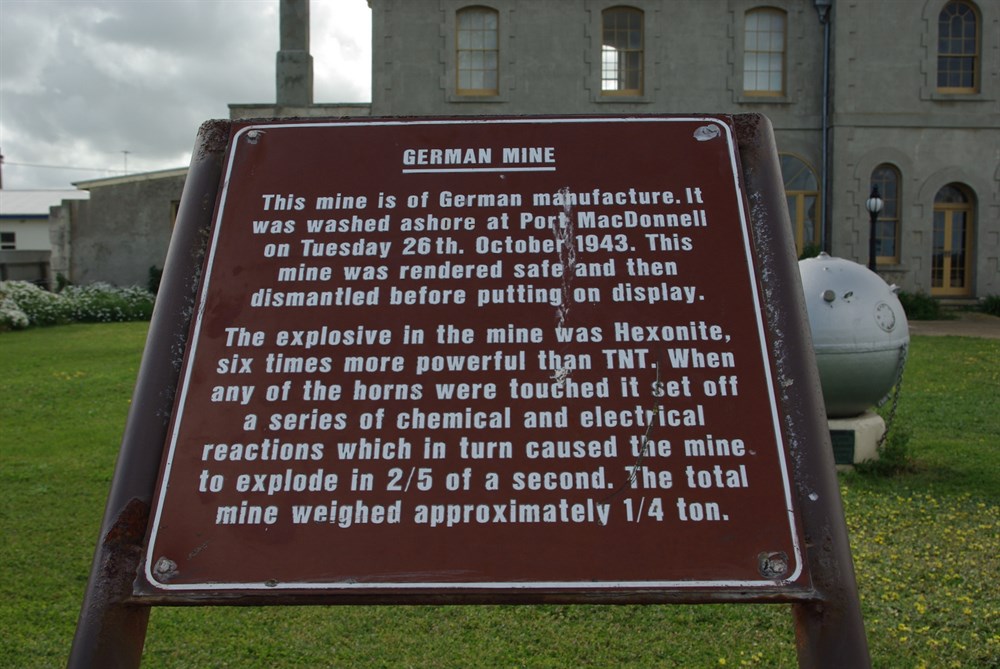 GERMAN MINE
This mine is of German manufacture. It
was washed ashore at Port MacDonnell
on Tuesday 26th. October 1943. This
mine was rendered safe and then
dismantled before putting on display.
The explosive in the mine was Hexonite,
six times more powerful than TNT. When
any of the horns were touched it set off
a series of chemical and electrical
reactions which in turn caused the mine
to explode in 2/5 of a second. The total
mine weighed approximately 1/4 ton.